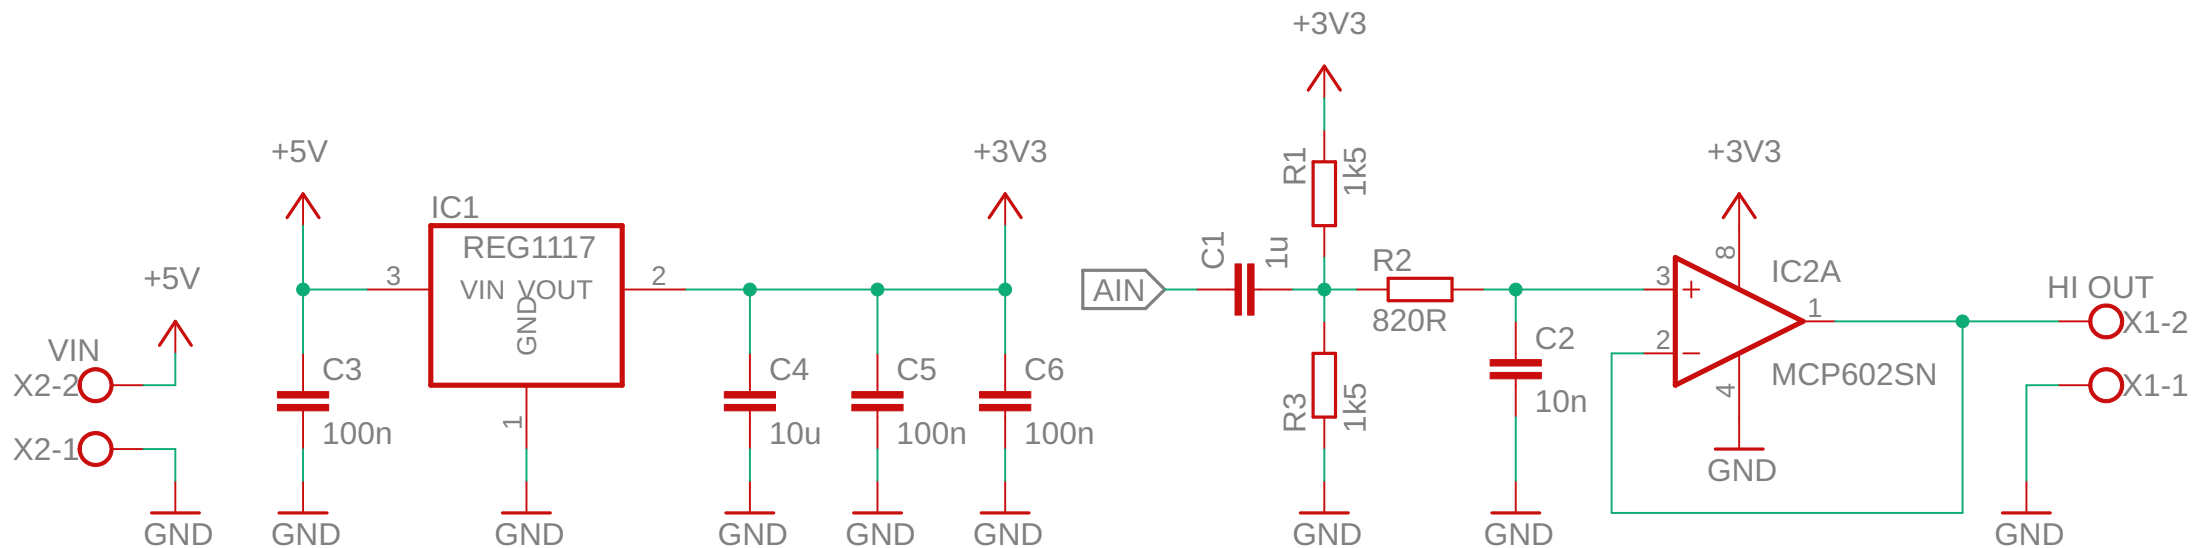 +5V
VIN
X2-2
X2-1
GND
+5V
C3
100n
GND
IC1
REG1117
3
VIN
VOUT
2
GND
1
GND
+3V3
C4
10u
GND
C5
100n
GND
C6
100n
GND
AIN
C1
1u
+3V3
R1
1k5
R2
820R
R3
1k5
GND
C2
10n
GND
+3V3
8
IC2A
3
+
2
−
1
MCP602SN
4
GND
HI OUT
X1-2
X1-1
GND